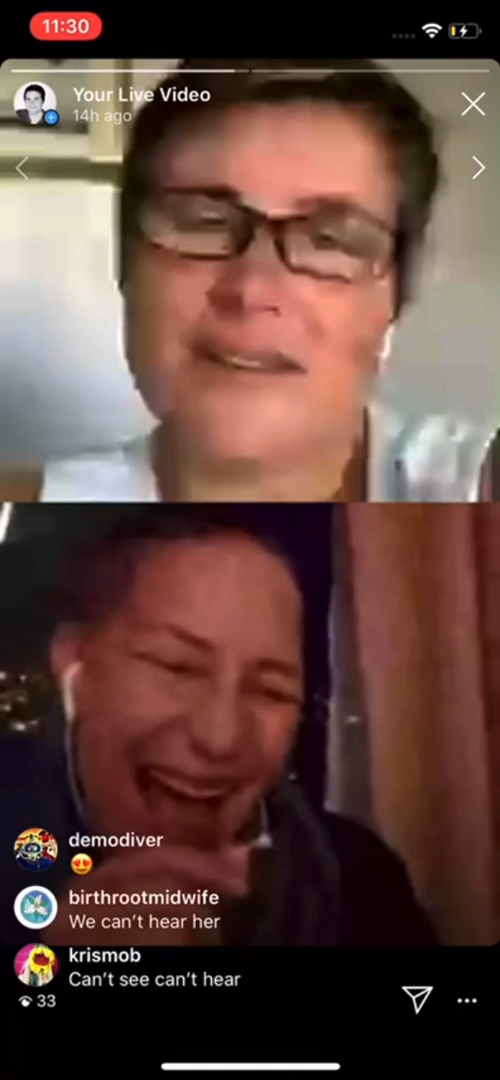 11:30
Your Live Video
14h ago
demodiver
😍
birthrootmidwife
We can't hear her
krismob
Can't see can't hear
33